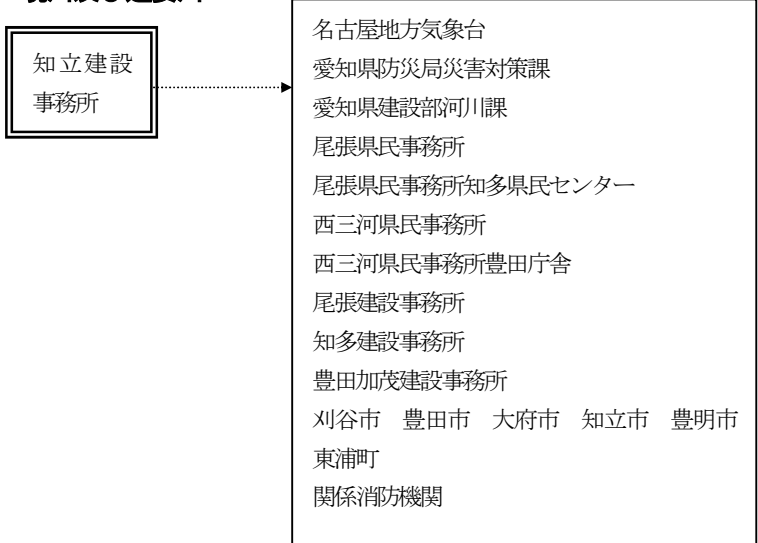 知立建設
事務所
名古屋地方気象台
愛知県防災局災害対策課
愛知県建設部河川課
尾張県民事務所
尾張県民事務所知多県民センター
西三河県民事務所
西三河県民事務所豊田庁舎
尾張建設事務所
知多建設事務所
豊田加茂建設事務所
刈谷市　豊田市　大府市　知立市　豊明市
東浦町
関係消防機関